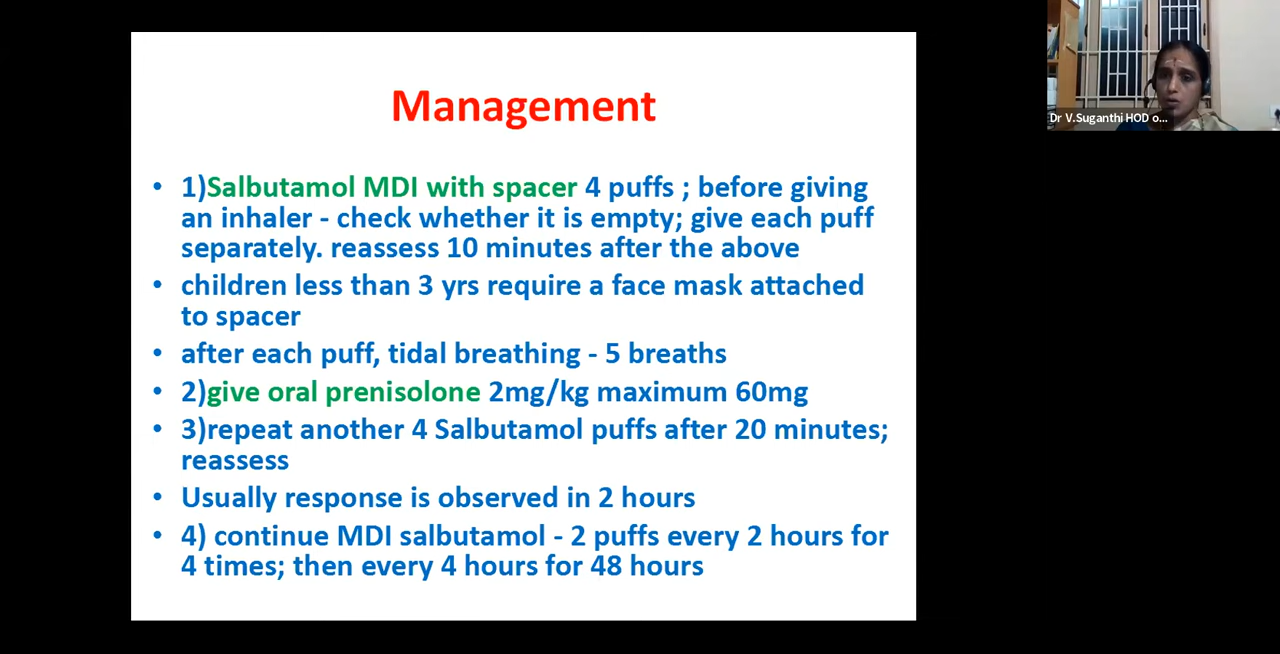 Management
• 1)Salbutamol MDI with spacer 4 puffs ; before giving
an inhaler - check whether it is empty; give each puff
separately. reassess 10 minutes after the above
• children less than 3 yrs require a face mask attached
to spacer
• after each puff, tidal breathing - 5 breaths
• 2)give oral prenisolone 2mg/kg maximum 60mg
• 3)repeat another 4 Salbutamol puffs after 20 minutes;
reassess
• Usually response is observed in 2 hours
• 4) continue MDI salbutamol - 2 puffs every 2 hours for
4 times; then every 4 hours for 48 hours
Dr V.Suganthi HOD o...